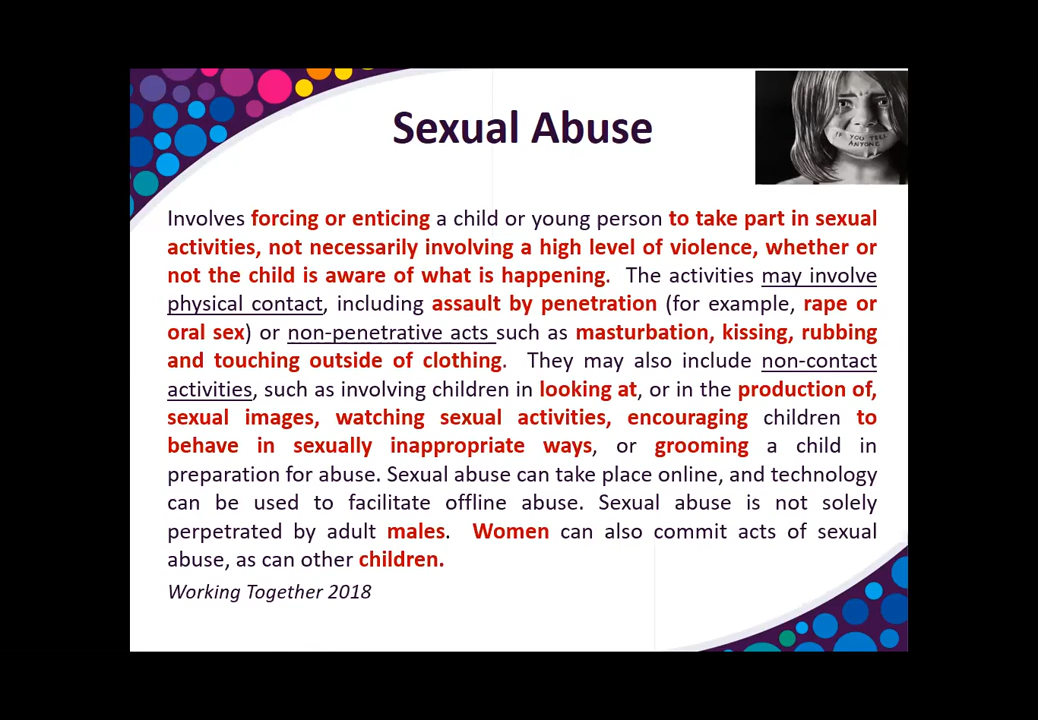 Sexual Abuse
IF YOU TELL
ANYONE
Involves forcing or enticing a child or young person to take part in sexual
activities, not necessarily involving a high level of violence, whether or
not the child is aware of what is happening. The activities may involve
physical contact, including assault by penetration (for example, rape or
oral sex) or non-penetrative acts such as masturbation, kissing, rubbing
and touching outside of clothing. They may also include non-contact
activities, such as involving children in looking at, or in the production of,
sexual images, watching sexual activities, encouraging children to
behave in sexually inappropriate ways, or grooming a child in
preparation for abuse. Sexual abuse can take place online, and technology
can be used to facilitate offline abuse. Sexual abuse is not solely
perpetrated by adult males. Women can also commit acts of sexual
abuse, as can other children.
Working Together 2018